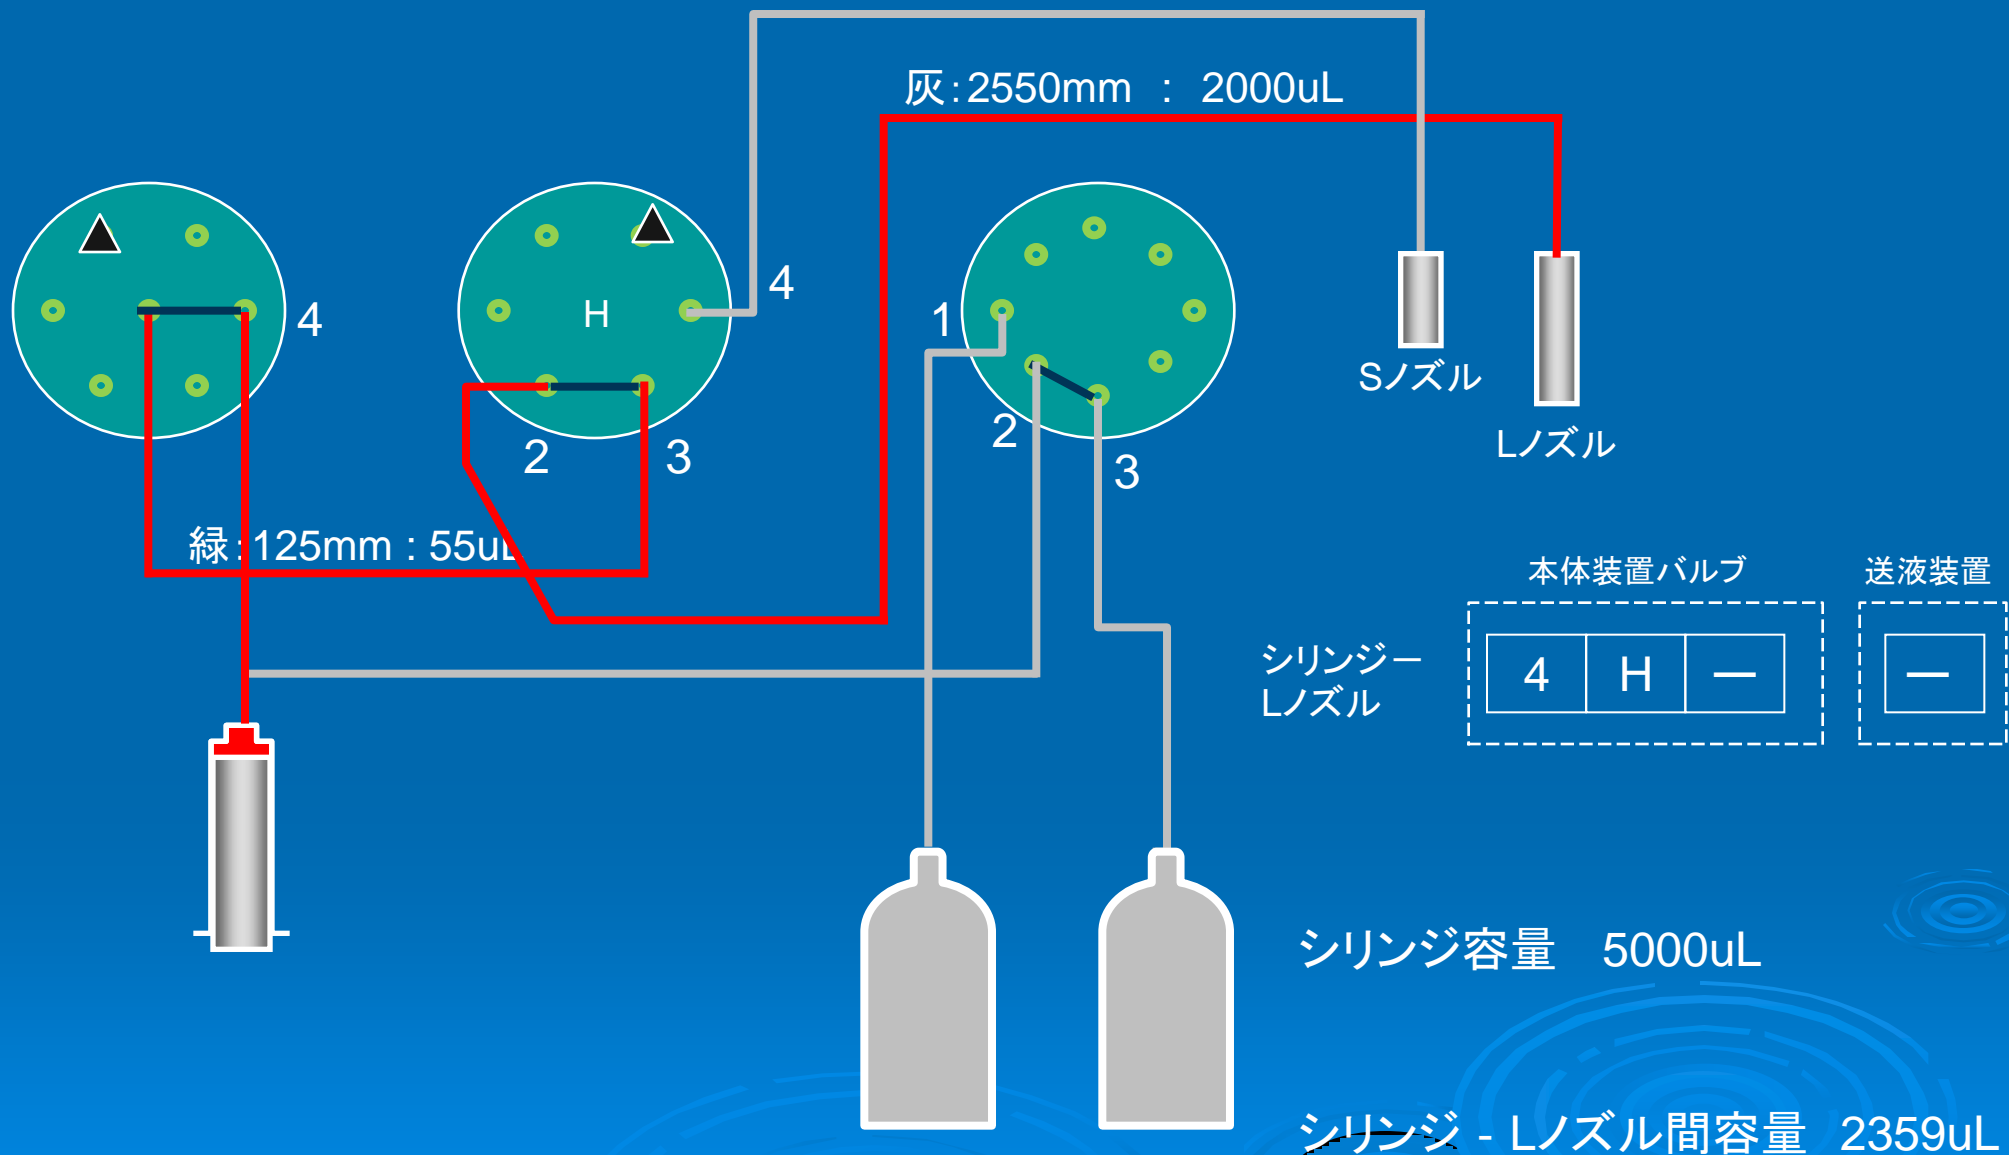 灰:2550mm : 2000uL
4
H
4
1
2
3
2
3
Sノズル
Lノズル
緑:125mm : 55uL
本体装置バルブ
送液装置
シリンジー
Lノズル
4 H ー ー
シリンジ容量 5000uL
シリンジ - Lノズル間容量 2359uL